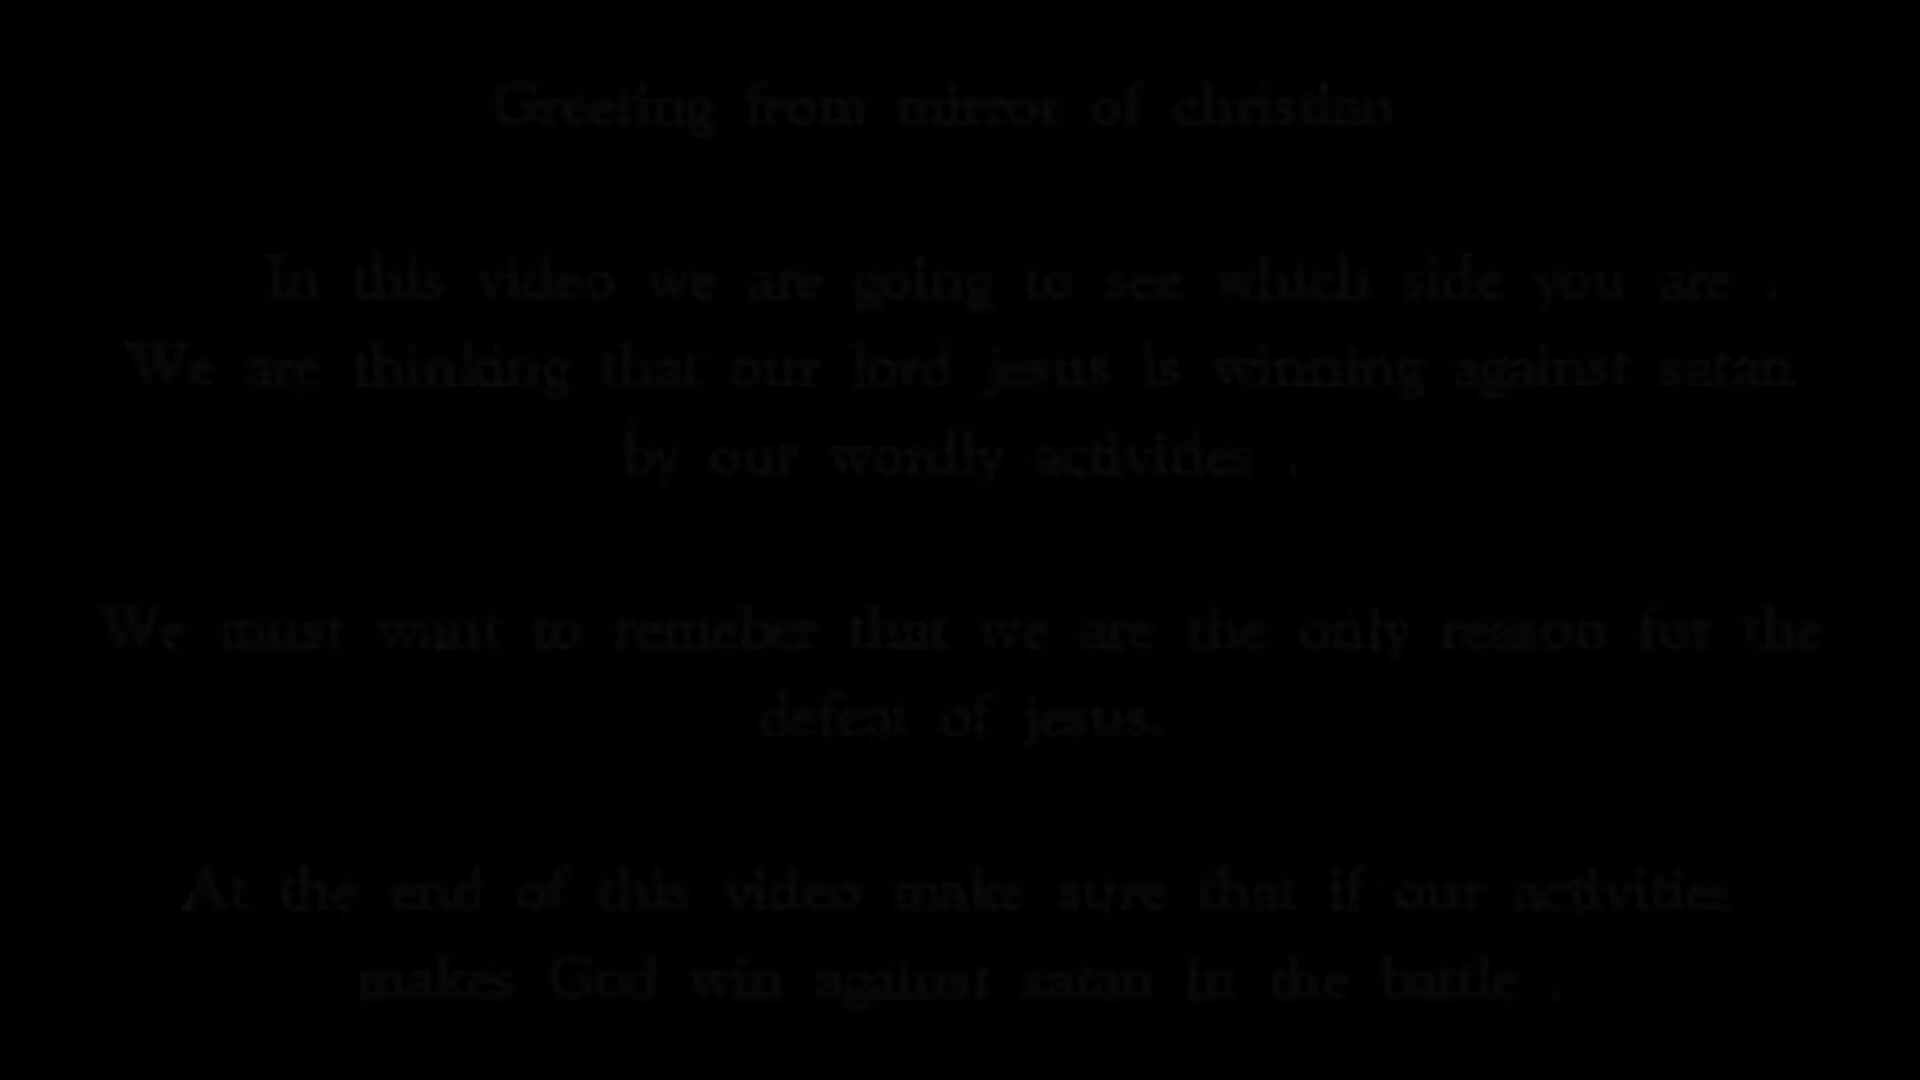 Greeting from mirror of christian
In this video we are going to see which side you are .
We are thinking that our lord jesus is winning against satan
by our wordly activities .
We must want to remeber that we are the only reason for the
defeat of jesus.
At the end of this video make sure that if our activities
makes God win against satan in the battle .